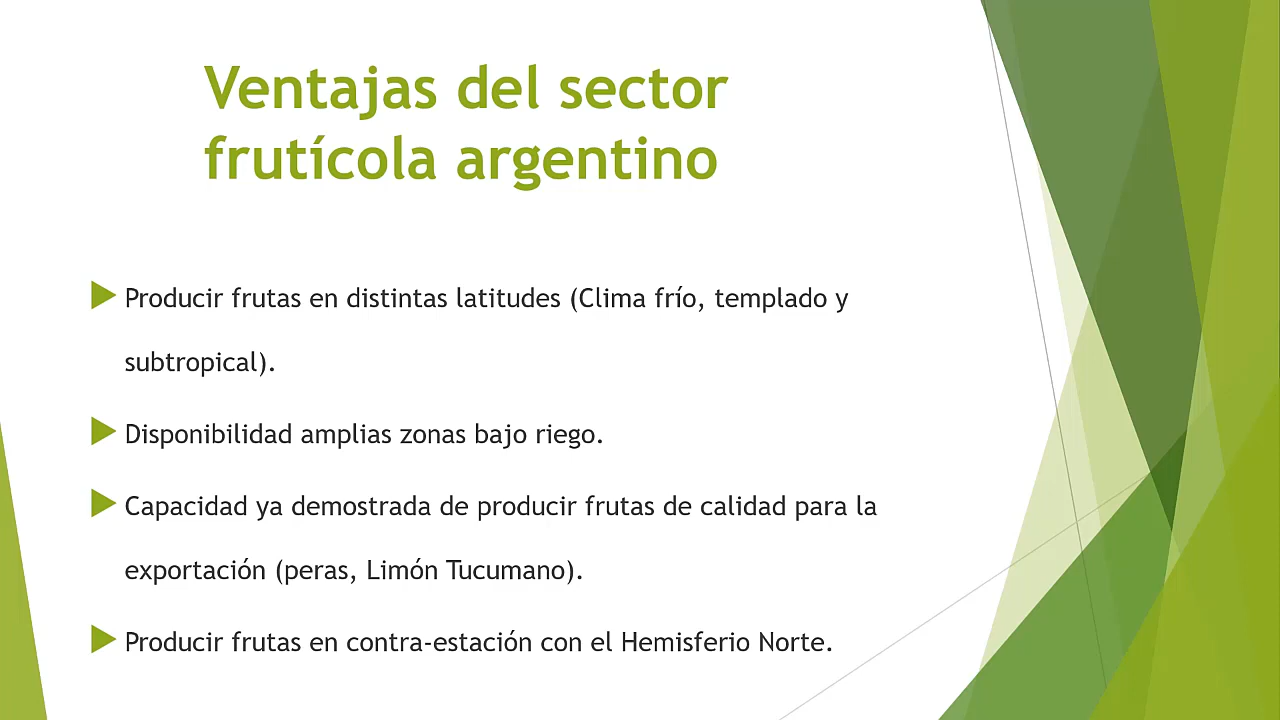 Ventajas del sector
frutícola argentino
Producir frutas en distintas latitudes (Clima frío, templado y
subtropical).
Disponibilidad amplias zonas bajo riego.
Capacidad ya demostrada de producir frutas de calidad para la
exportación (peras, Limón Tucumano).
Producir frutas en contra-estación con el Hemisferio Norte.